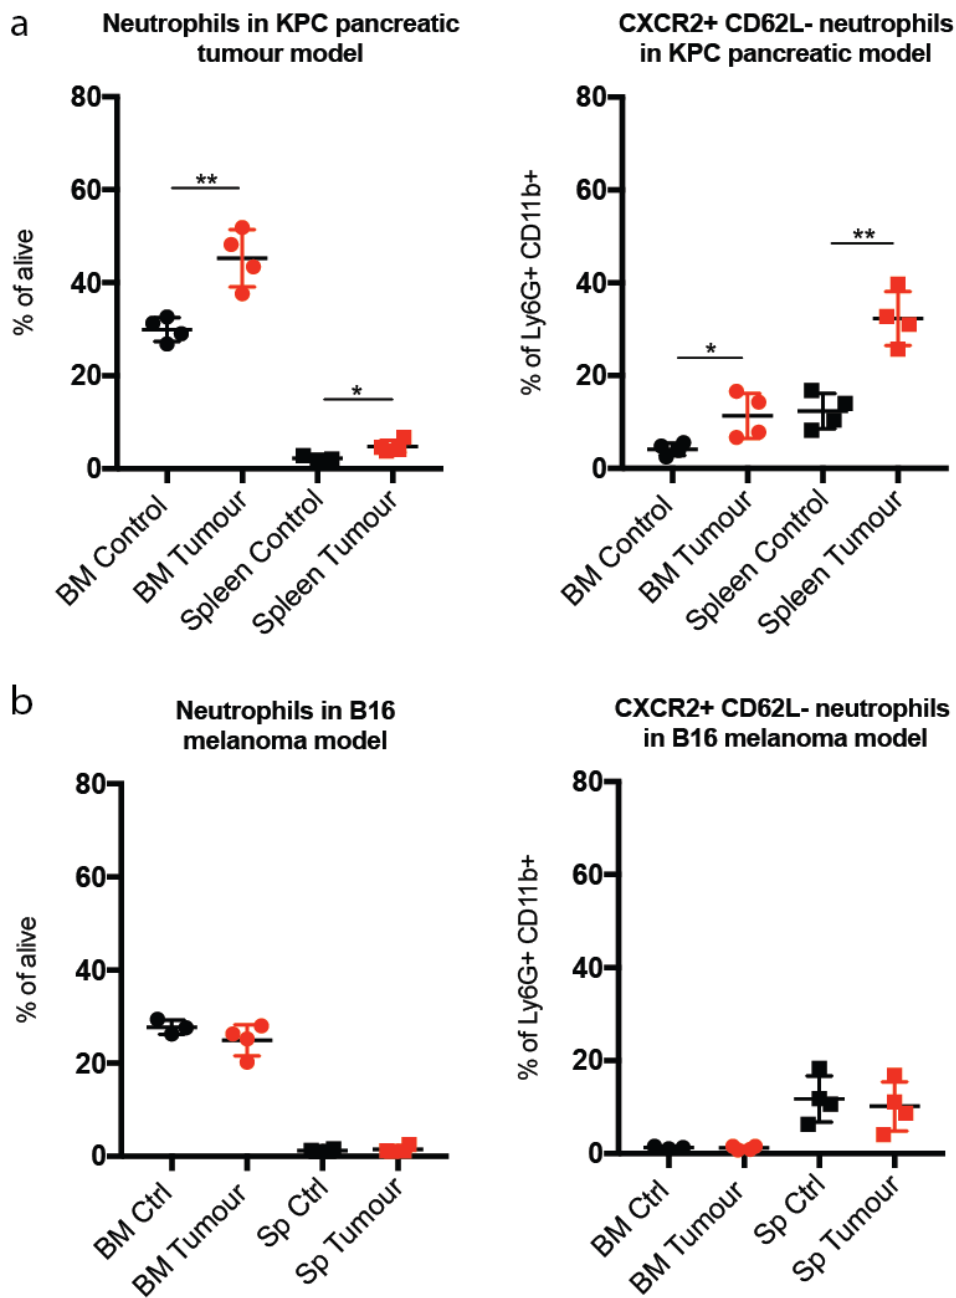 a
Neutrophils in KPC pancreatic
tumour model
80
60
40
20
0
% of alive
**
*
BM Control
BM Tumour
Spleen Control
Spleen Tumour
CXCR2+ CD62L- neutrophils
in KPC pancreatic model
80
60
40
20
0
% of Ly6G+ CD11b+
*
**
BM Control
BM Tumour
Spleen Control
Spleen Tumour
b
Neutrophils in B16
melanoma model
80
60
40
20
0
% of alive
BM Ctrl
BM Tumour
Sp Ctrl
Sp Tumour
CXCR2+ CD62L- neutrophils
in B16 melanoma model
80
60
40
20
0
% of Ly6G+ CD11b+
BM Ctrl
BM Tumour
Sp Ctrl
Sp Tumour